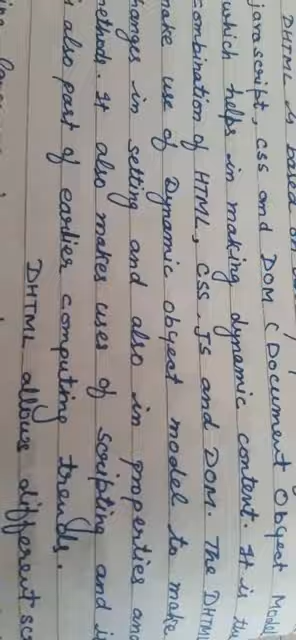 DHTML is based on
javascript, css and DOM (Document Object Model
which helps in making dynamic content. It is the
combination of HTML, CSS, JS and DOM. The DHTML
make use of Dynamic object model to make
changes in setting and also in properties and
methods. It also makes uses of scripting and is
also part of earlier computing trends.
DHTML allows different sc